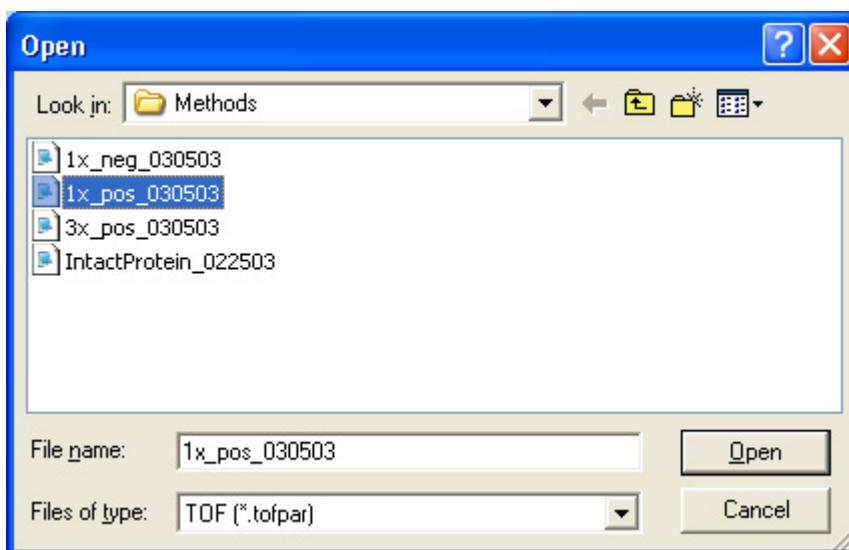 Open
Look in: Methods
1x_neg_030503
1x_pos_030503
3x_pos_030503
IntactProtein_022503
File name: 1x_pos_030503 Open
Files of type: TOF (*.tofpar) Cancel